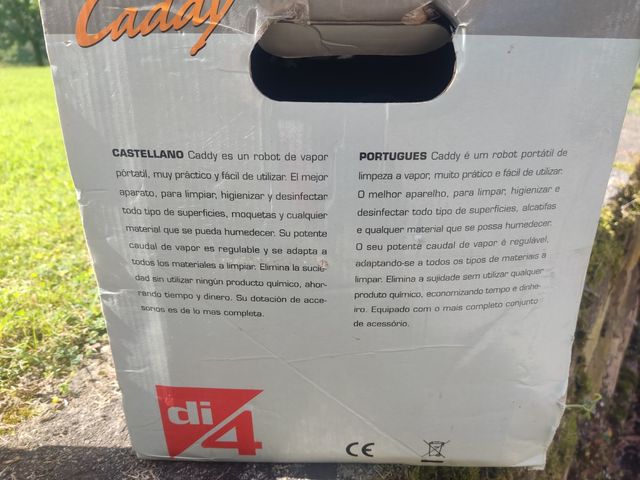 Caddy
CASTELLANO Caddy es un robot de vapor
pórtatil, muy práctico y fácil de utilizar. El mejor
aparato, para limpiar, higienizar y desinfectar
todo tipo de superficies, moquetas y cualquier
material que se pueda humedecer. Su potente
caudal de vapor es regulable y se adapta a
todos los materiales a limpiar. Elimina la sucie-
dad sin utilizar ningún producto químico, ahor-
rando tiempo y dinero. Su dotación de acce-
sorios es de lo mas completa.
PORTUGUES Caddy é um robot portátil de
limpeza a vapor, muito prático e fácil de utilizar.
O melhor aparelho, para limpar, higienizar e
desinfectar todo tipo de superfícies, alcatifas
e qualquer material que se possa humedecer.
O seu potente caudal de vapor é regulável,
adaptando-se a todos os tipos de materiais a
limpar. Elimina a sujidade sem utilizar qualquer
produto químico, economizando tempo e dinhe-
iro. Equipado com o mais completo conjunto
de acessório.
di
4
CE